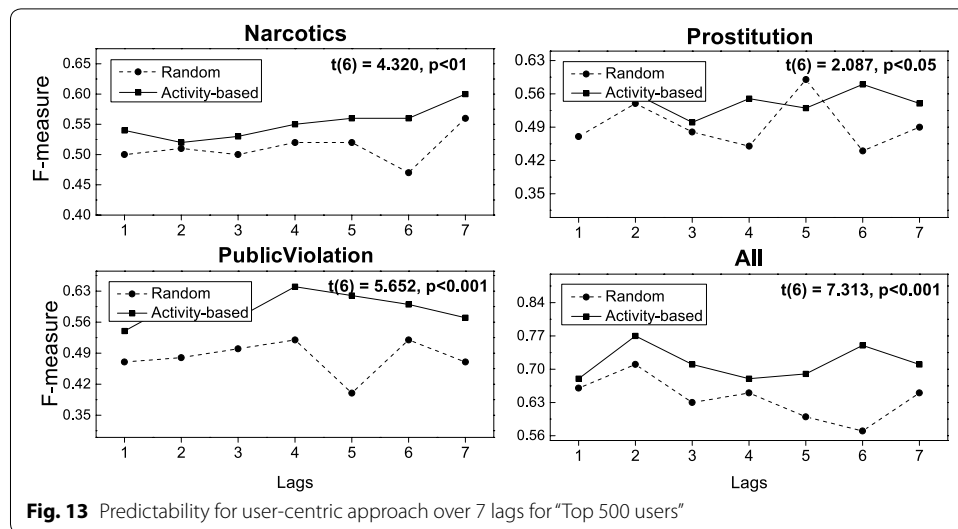 Narcotics
F-measure
0.65
0.60
0.55
0.50
0.45
0.40
Random
Activity-based
t(6) = 4.320, p<01
1 2 3 4 5 6 7
Prostitution
0.63
0.56
0.49
0.42
0.35
Random
Activity-based
t(6) = 2.087, p<0.05
1 2 3 4 5 6 7
PublicViolation
F-measure
0.63
0.56
0.49
0.42
0.35
Random
Activity-based
t(6) = 5.652, p<0.001
1 2 3 4 5 6 7
Lags
All
0.84
0.77
0.70
0.63
0.56
Random
Activity-based
t(6) = 7.313, p<0.001
1 2 3 4 5 6 7
Lags
Fig. 13 Predictability for user-centric approach over 7 lags for “Top 500 users”